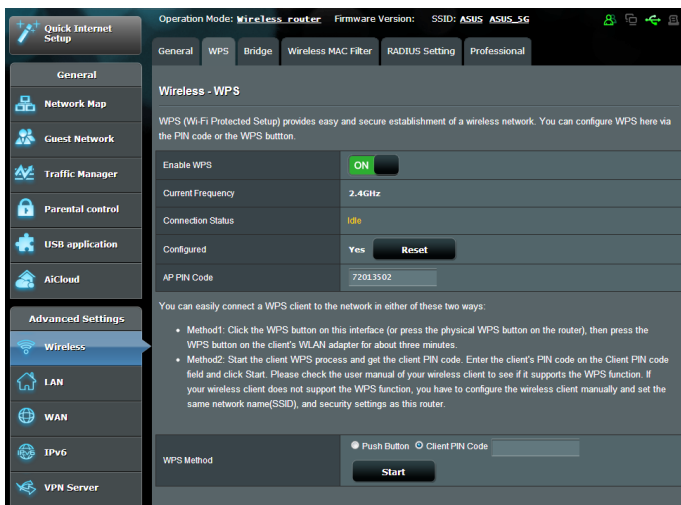 Quick Internet
Setup
Operation Mode: Wireless router Firmware Version: SSID: ASUS ASUS_5G
General WPS Bridge Wireless MAC Filter RADIUS Setting Professional
General
Network Map
Guest Network
Traffic Manager
Parental control
USB application
AiCloud
Advanced Settings
Wireless
LAN
WAN
IPv6
VPN Server
Wireless - WPS
WPS (Wi-Fi Protected Setup) provides easy and secure establishment of a wireless network. You can configure WPS here via
the PIN code or the WPS buttton.
Enable WPS ON
Current Frequency 2.4GHz
Connection Status Idle
Configured Yes Reset
AP PIN Code 72013502
You can easily connect a WPS client to the network in either of these two ways:
• Method1: Click the WPS button on this interface (or press the physical WPS button on the router), then press the
WPS button on the client's WLAN adapter for about three minutes.
• Method2: Start the client WPS process and get the client PIN code. Enter the client's PIN code on the Client PIN code
field and click Start. Please check the user manual of your wireless client to see if it supports the WPS function. If
your wireless client does not support the WPS function, you have to configure the wireless client manually and set the
same network name(SSID), and security settings as this router.
WPS Method Push Button Client PIN Code
Start